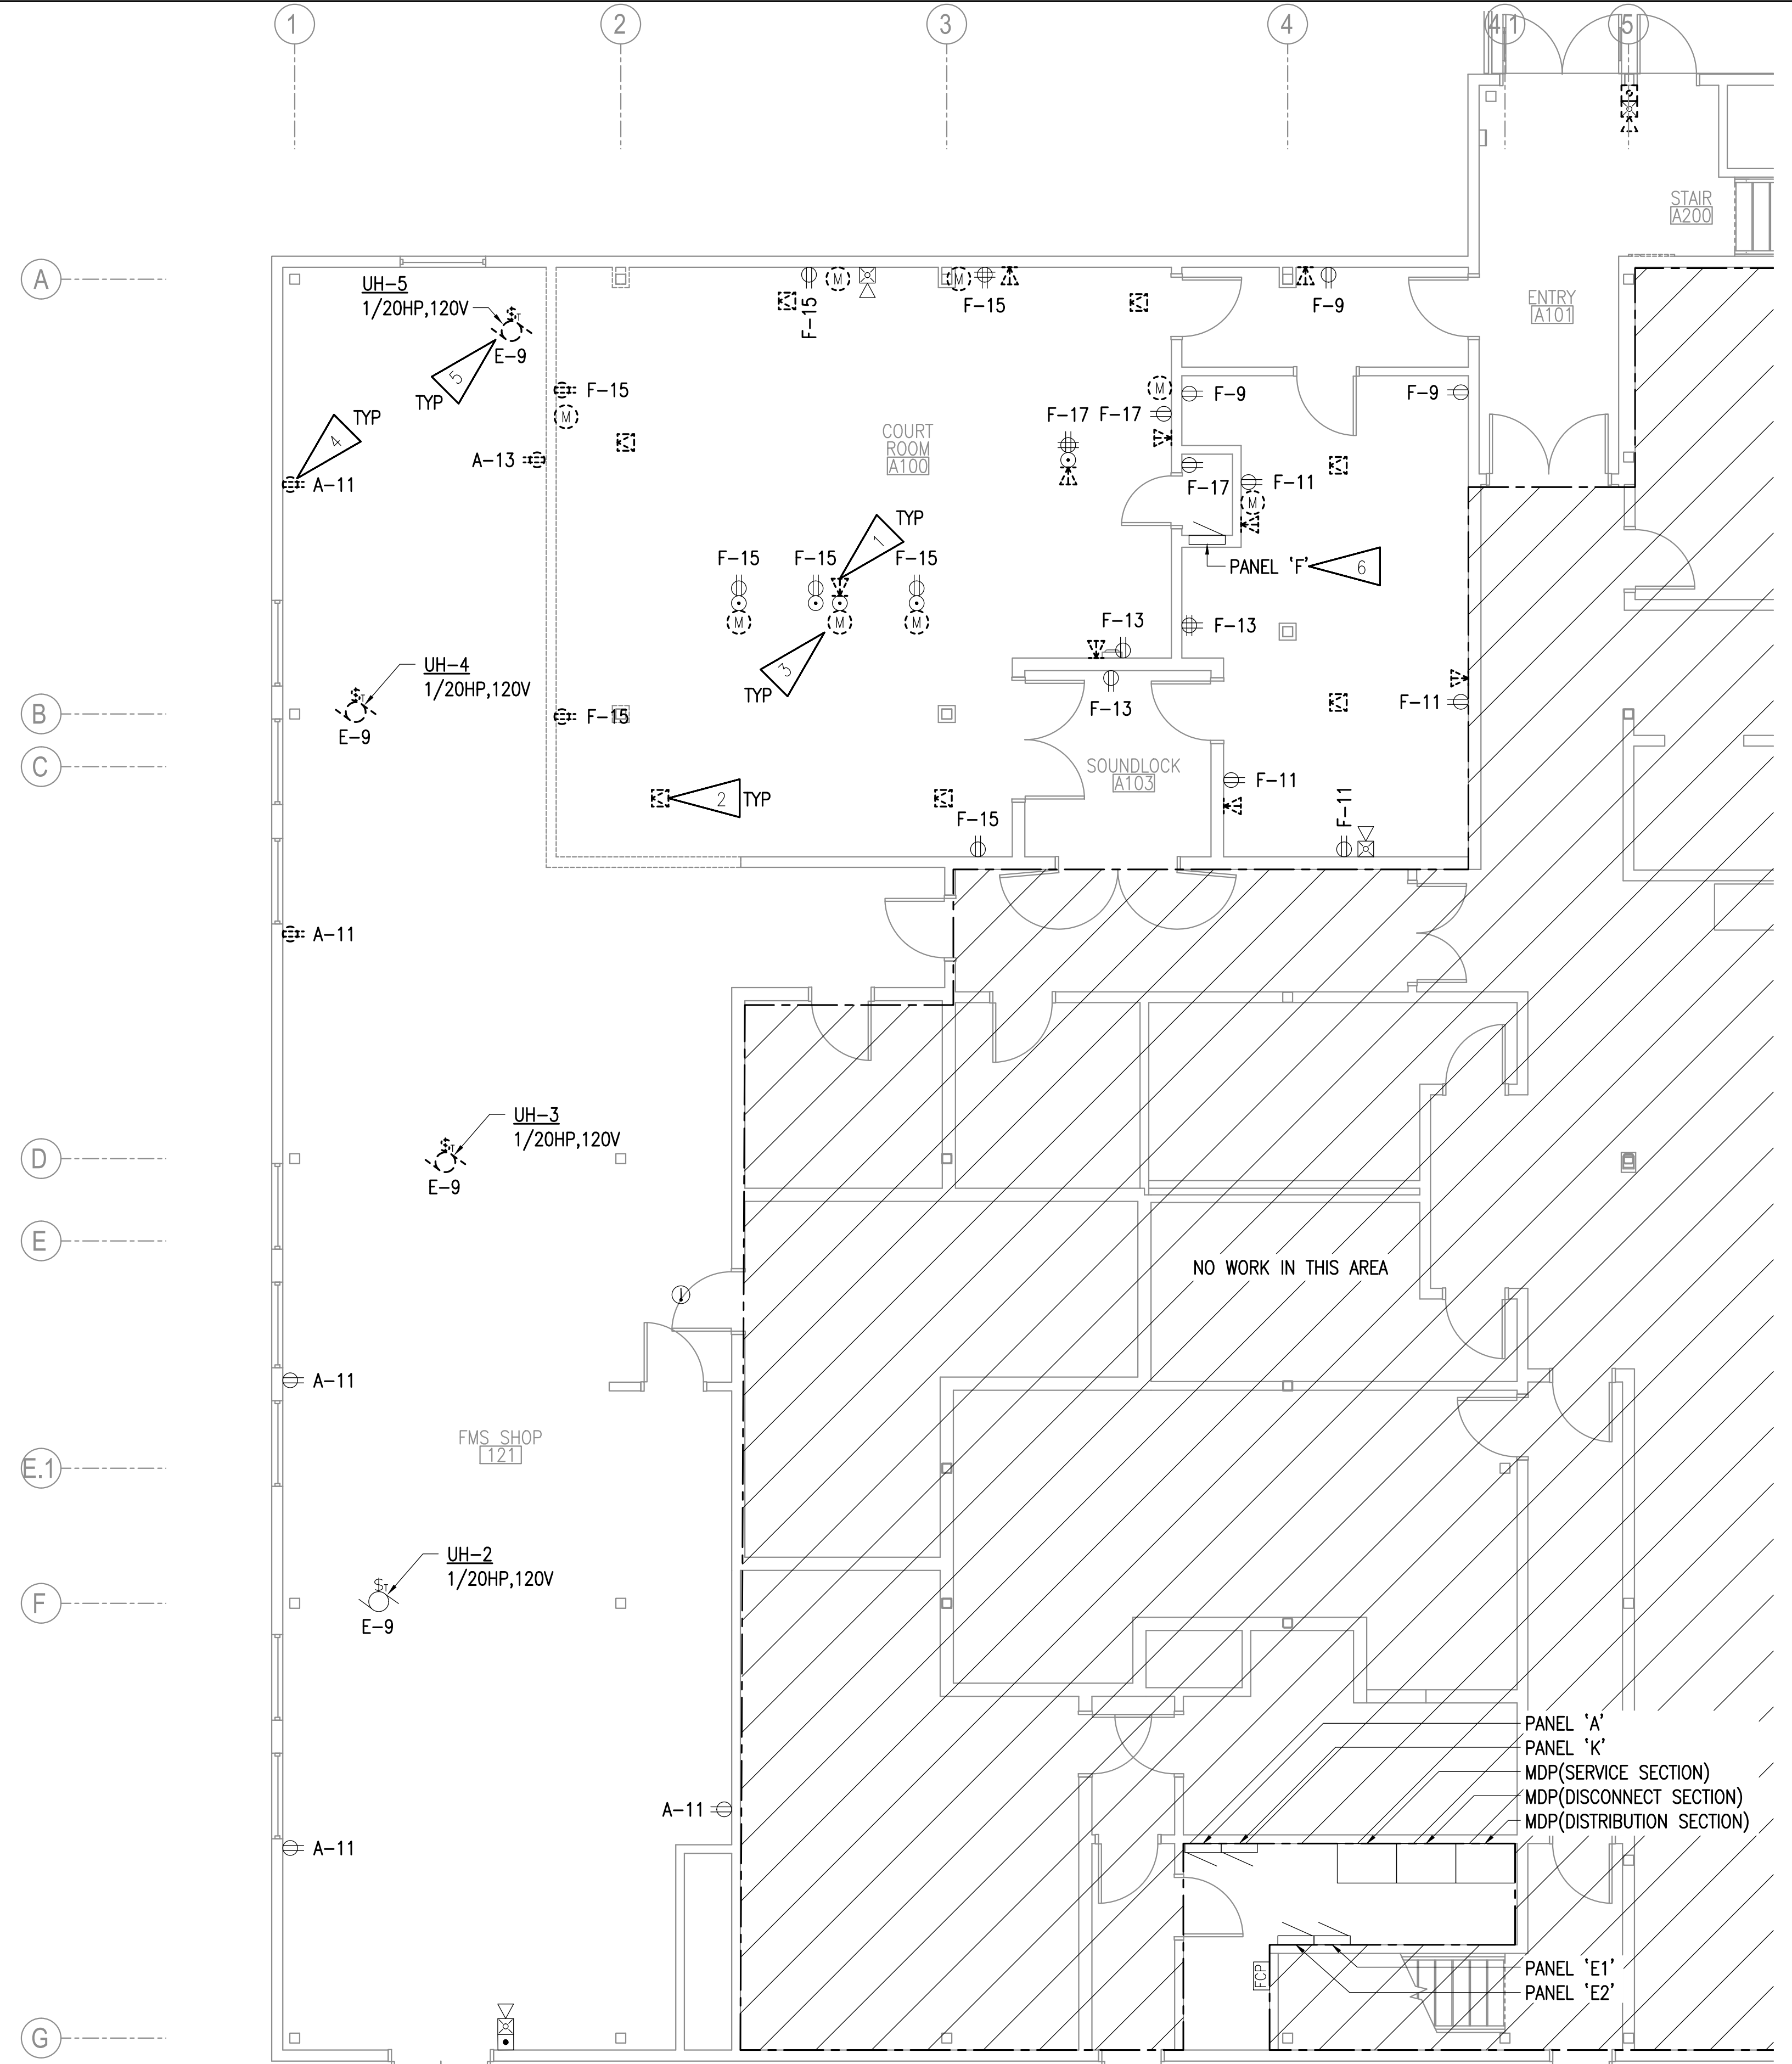 1
2
3
4
4.1
5
STAIR
A200
A
UH-5
1/20HP,120V
$T
E-9
5
TYP
F-15
M
M
F-15
F-9
ENTRY
A101
4
TYP
A-11
F-15
M
A-13
COURT
ROOM
A100
M
F-17
F-17
F-9
F-9
F-17
F-11
M
1
TYP
F-15
F-15
F-15
M
M
M
PANEL 'F'
6
3
TYP
F-13
F-13
F-13
UH-4
1/20HP,120V
$T
E-9
B
F-15
F-11
C
SOUNDLOCK
A103
2
TYP
F-11
F-15
F-11
A-11
UH-3
1/20HP,120V
$T
E-9
D
E
NO WORK IN THIS AREA
A-11
FMS SHOP
121
E.1
UH-2
1/20HP,120V
$T
E-9
F
PANEL 'A'
PANEL 'K'
MDP(SERVICE SECTION)
MDP(DISCONNECT SECTION)
MDP(DISTRIBUTION SECTION)
A-11
A-11
FCP
PANEL 'E1'
PANEL 'E2'
G